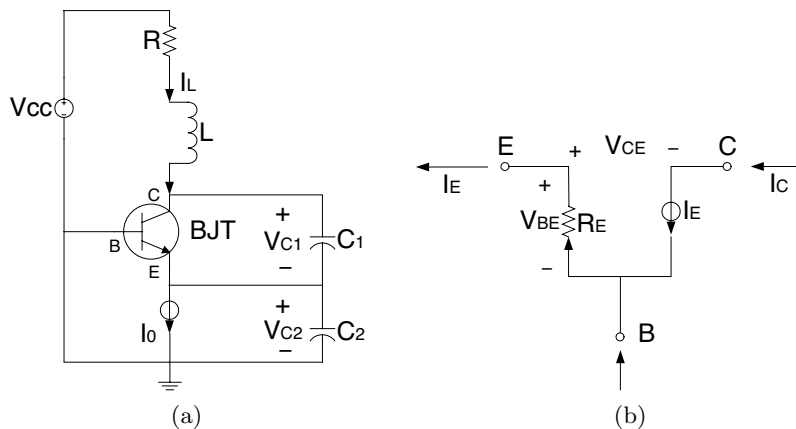 R
IL
Vcc
L
C
B
BJT
E
+
VC1
−
C1
I0
+
VC2
−
C2
(a)
E
+
VCE
−
C
IE
IC
+
VBE
RE
−
IE
B
(b)